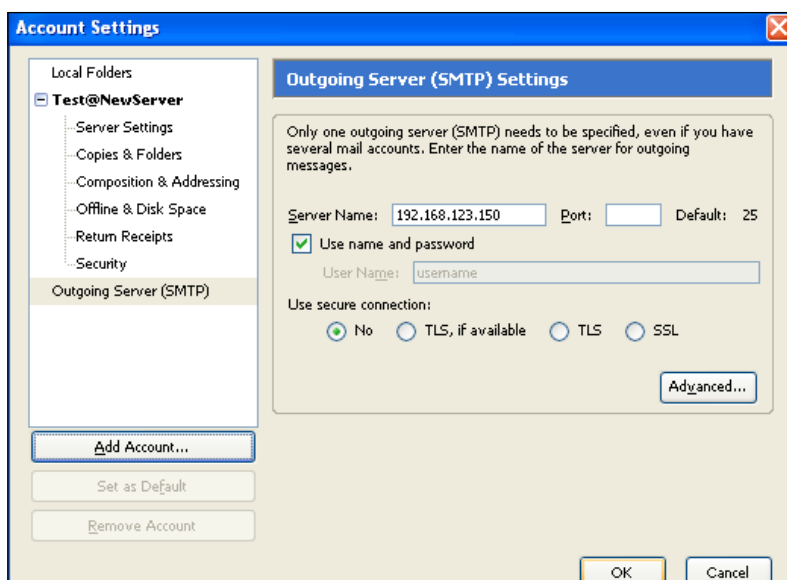 Account Settings
Local Folders
Test@NewServer
Server Settings
Copies & Folders
Composition & Addressing
Offline & Disk Space
Return Receipts
Security
Outgoing Server (SMTP)
Add Account...
Set as Default
Remove Account
Outgoing Server (SMTP) Settings
Only one outgoing server (SMTP) needs to be specified, even if you have
several mail accounts. Enter the name of the server for outgoing
messages.
Server Name: 192.168.123.150 Port: Default: 25
Use name and password
User Name: username
Use secure connection:
No TLS, if available TLS SSL
Advanced...
OK Cancel